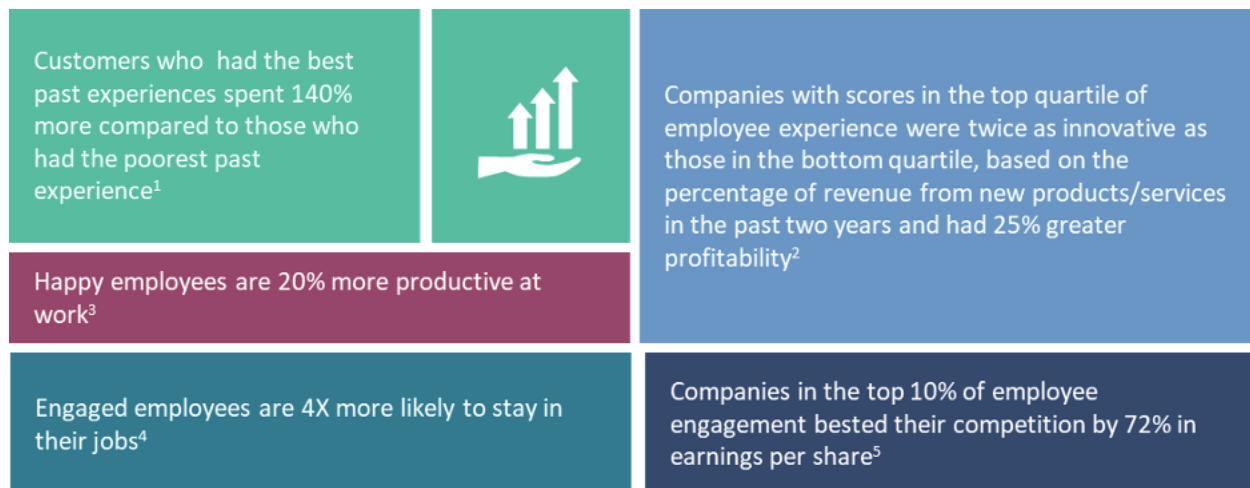 Customers who had the best
past experiences spent 140%
more compared to those who
had the poorest past
experience¹
Companies with scores in the top quartile of
employee experience were twice as innovative as
those in the bottom quartile, based on the
percentage of revenue from new products/services
in the past two years and had 25% greater
profitability²
Happy employees are 20% more productive at
work³
Engaged employees are 4X more likely to stay in
their jobs⁴
Companies in the top 10% of employee
engagement bested their competition by 72% in
earnings per share⁵